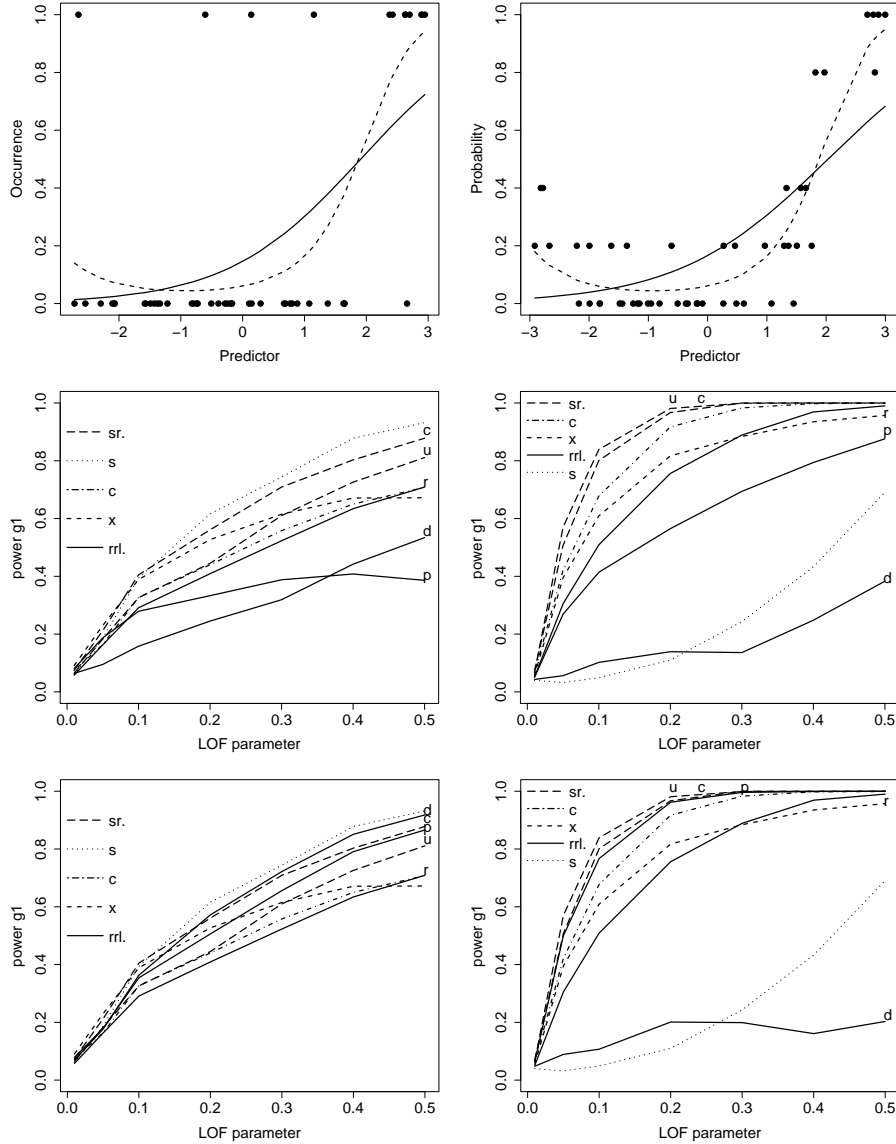 Occurrence
1.0
0.8
0.6
0.4
0.2
0.0
−2 −1 0 1 2 3
Predictor
Probability
1.0
0.8
0.6
0.4
0.2
0.0
−3 −2 −1 0 1 2 3
Predictor
power g1
1.0
0.8
0.6
0.4
0.2
0.0
sr.
s
c
x
rrl.
c
u
r
d
p
0.0 0.1 0.2 0.3 0.4 0.5
LOF parameter
power g1
1.0
0.8
0.6
0.4
0.2
0.0
sr.
c
x
rrl.
s
u c
r
p
d
0.0 0.1 0.2 0.3 0.4 0.5
LOF parameter
power g1
1.0
0.8
0.6
0.4
0.2
0.0
sr.
s
c
x
rrl.
d
c
p
u
r
0.0 0.1 0.2 0.3 0.4 0.5
LOF parameter
power g1
1.0
0.8
0.6
0.4
0.2
0.0
sr.
c
x
rrl.
s
u c p
r
d
0.0 0.1 0.2 0.3 0.4 0.5
LOF parameter